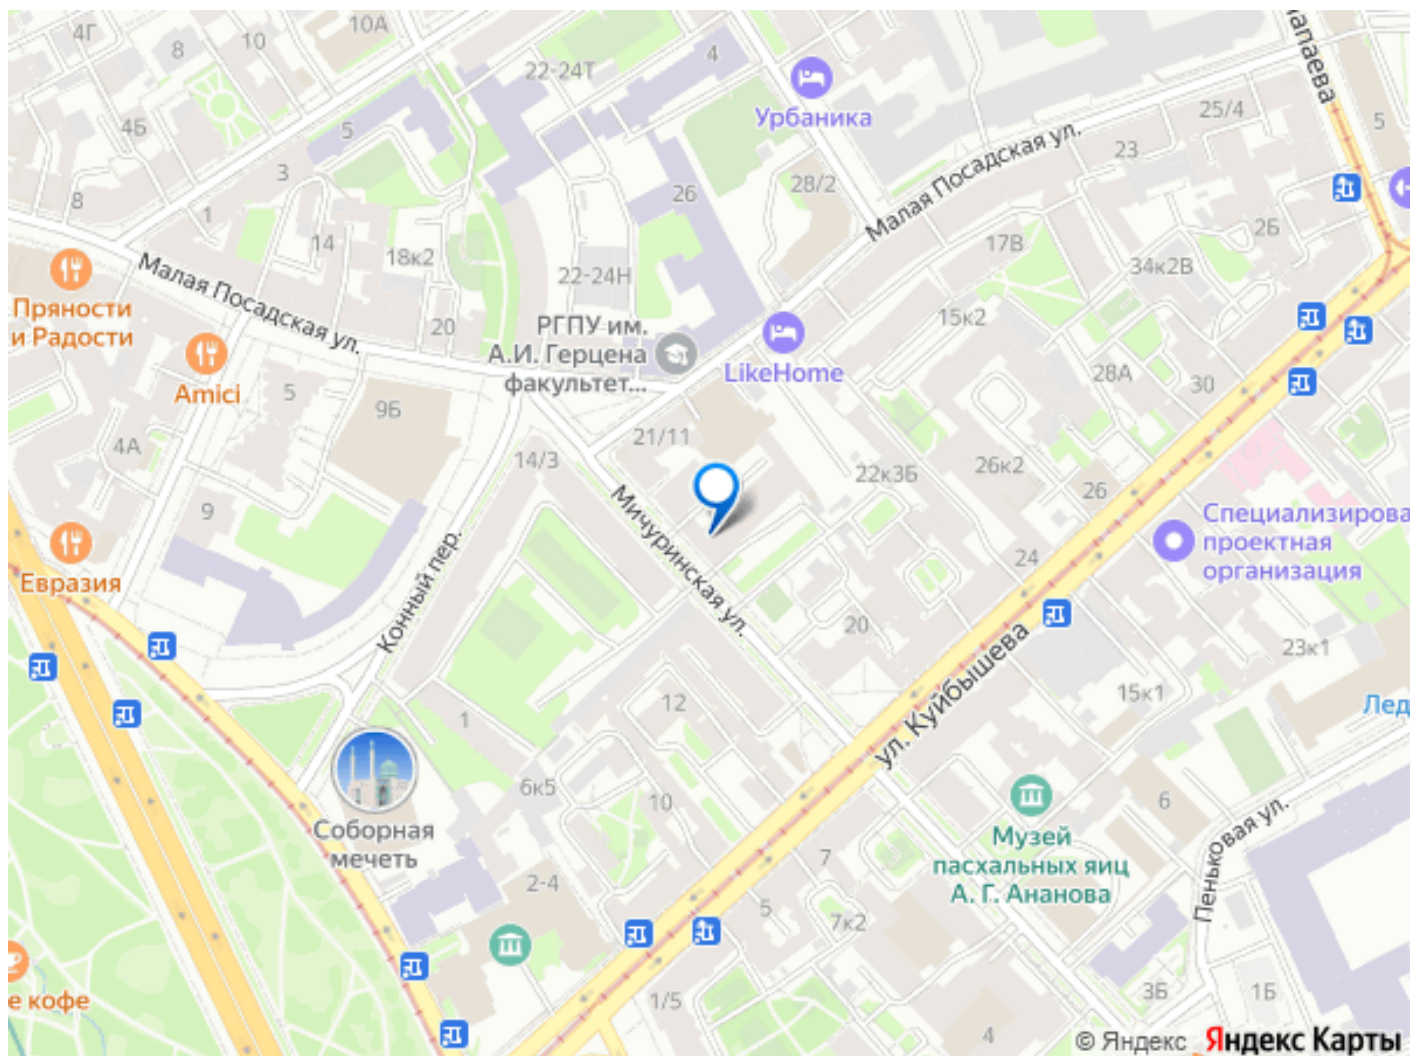 4Г
8
10
10А
22-24Т
4
Урбаника
Чапаева
25/4
5
4Б
5
3
23
Малая Посадская ул.
28/2
26
8
1
14
18к2
17В
2Б
34к2В
22-24Н
Малая Посадская ул.
20
15к2
Пряности
и Радости
РГПУ им.
А.И. Герцена
факультет...
LikeHome
Amici
5
9Б
28А
30
4А
21/11
14/3
22к3Б
26к2
26
9
Мичуринская ул.
Специализирова
проектная
организация
Евразия
Конный пер.
24
20
ул. Куйбышева
23к1
15к1
12
1
Лед
6к5
10
6
Соборная
мечеть
Музей
пасхальных яиц
А. Г. Ананова
Пеньковая ул.
7
2-4
5
7к2
е кофе
1/5
3Б
1Б
4
© Яндекс Яндекс Карты